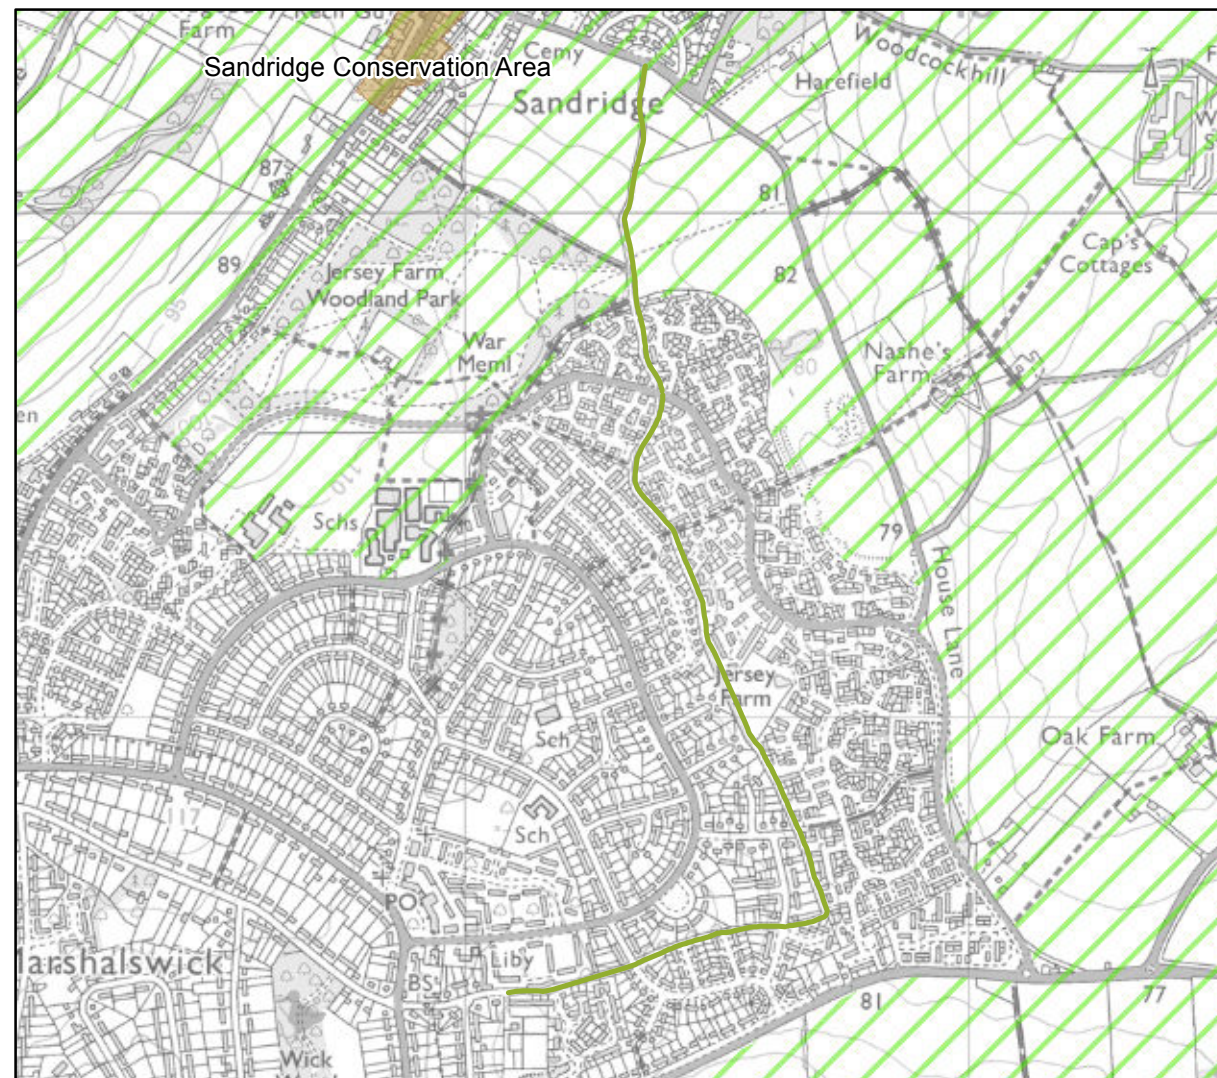 Farm
Cemy
Sandridge Conservation Area
Woodcockhill
Harefield
Sandridge
87
81
89
Jersey Farm
Woodland Park
82
Cap's
Cottages
War
Meml
Nashe's
Farm
80
en
Schs
79
House Lane
Jersey
Farm
Sch
Oak Farm
117
Sch
PO
Marshalswick
Liby
BS
81
77
Wick